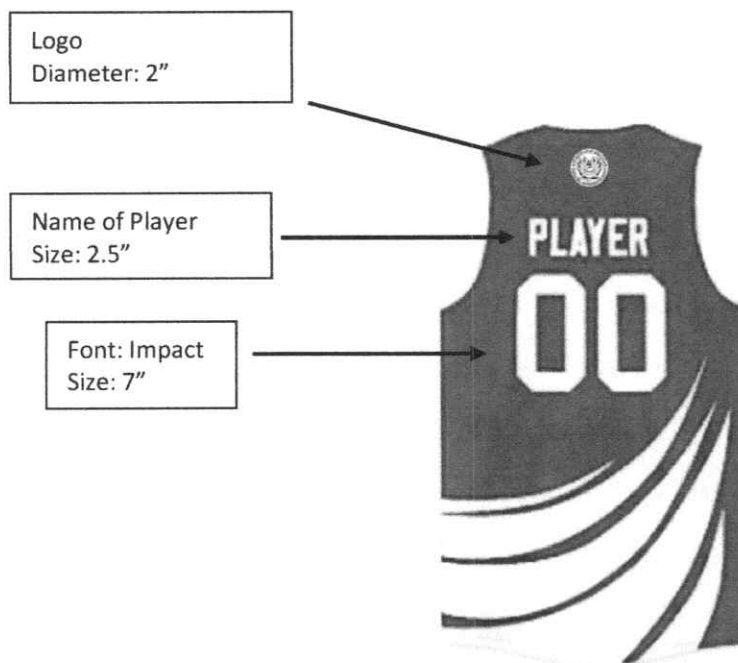 Logo
Diameter: 2”
Name of Player
Size: 2.5”
PLAYER
00
Font: Impact
Size: 7”